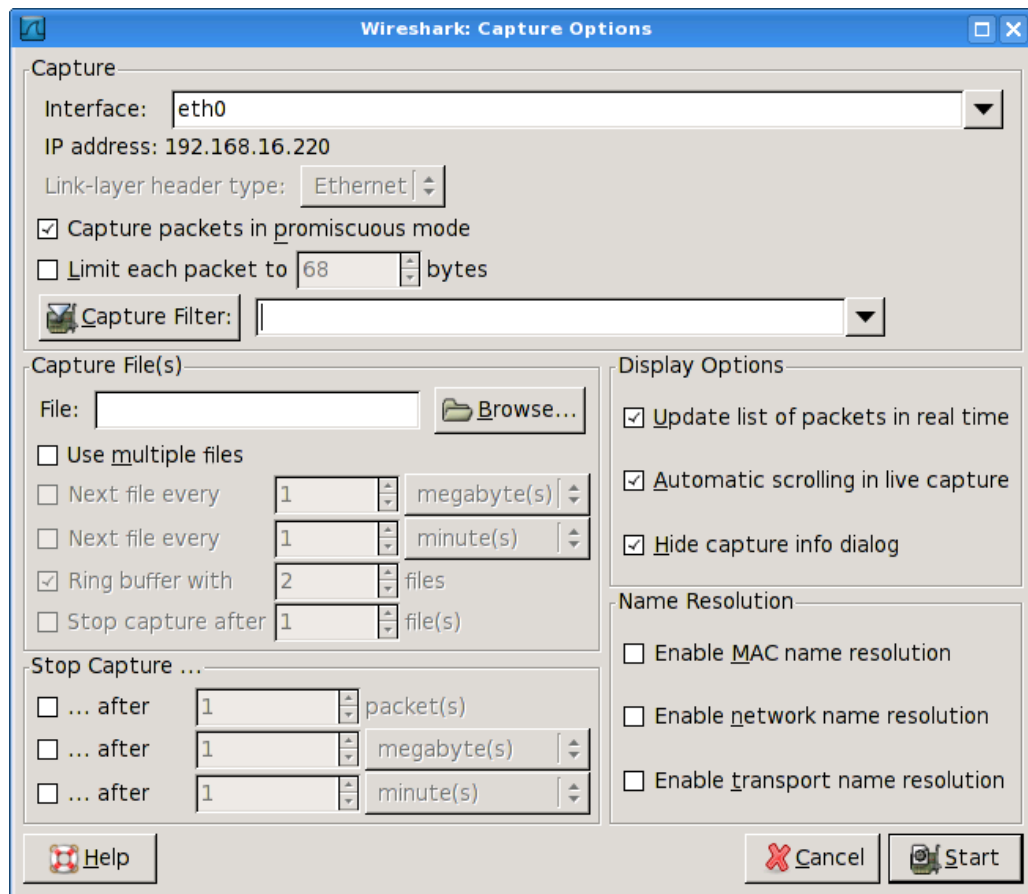 Wireshark: Capture Options
Capture
Interface: eth0
IP address: 192.168.16.220
Link-layer header type: Ethernet
Capture packets in promiscuous mode
Limit each packet to 68 bytes
Capture Filter:
Capture File(s)
File: Browse...
Use multiple files
Next file every 1 megabyte(s)
Next file every 1 minute(s)
Ring buffer with 2 files
Stop capture after 1 file(s)
Stop Capture ...
... after 1 packet(s)
... after 1 megabyte(s)
... after 1 minute(s)
Display Options
Update list of packets in real time
Automatic scrolling in live capture
Hide capture info dialog
Name Resolution
Enable MAC name resolution
Enable network name resolution
Enable transport name resolution
Help Cancel Start